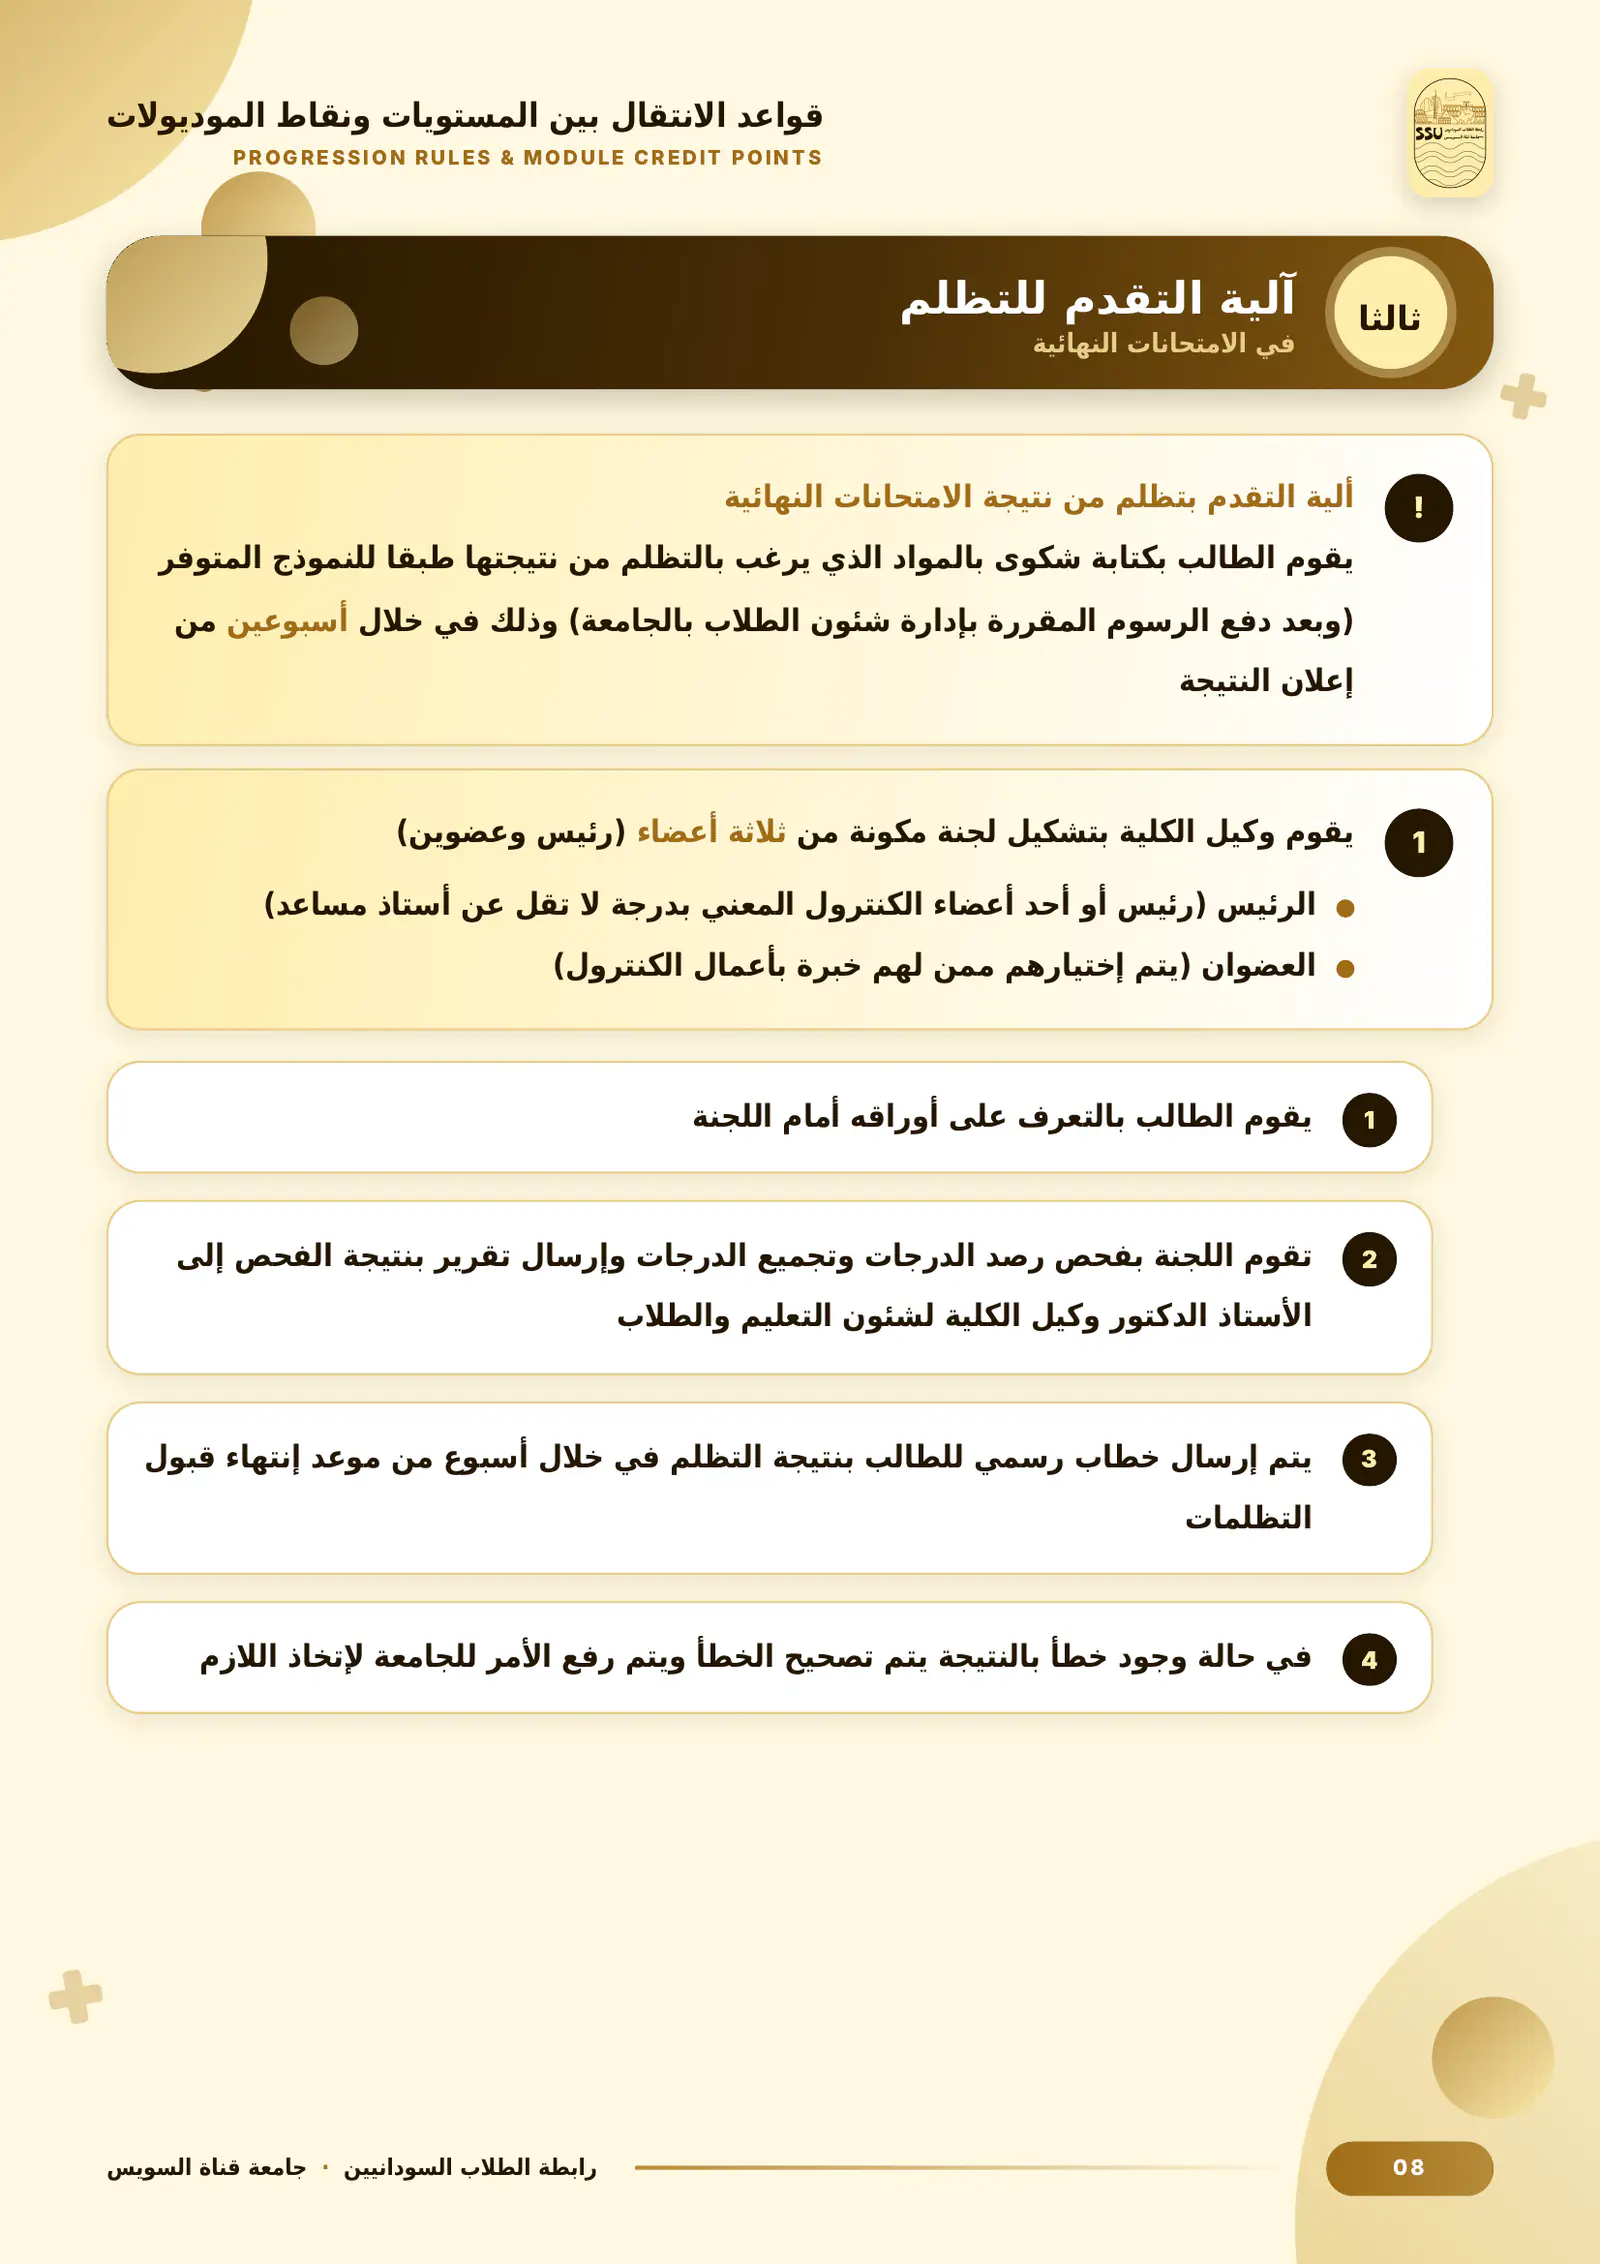 قواعد الانتقال بين المستويات ونقاط الموديولات
PROGRESSION RULES & MODULE CREDIT POINTS
SSU
ثالثا
آلية التقدم للتظلم
في الامتحانات النهائية
!
ألية التقدم بتظلم من نتيجة الامتحانات النهائية
يقوم الطالب بكتابة شكوى بالمواد الذي يرغب بالتظلم من نتيجتها طبقا للنموذج المتوفر
(وبعد دفع الرسوم المقررة بإدارة شئون الطلاب بالجامعة) وذلك في خلال أسبوعين من
إعلان النتيجة
1
يقوم وكيل الكلية بتشكيل لجنة مكونة من ثلاثة أعضاء (رئيس وعضوين)
الرئيس (رئيس أو أحد أعضاء الكنترول المعني بدرجة لا تقل عن أستاذ مساعد)
العضوان (يتم إختيارهم ممن لهم خبرة بأعمال الكنترول)
1
يقوم الطالب بالتعرف على أوراقه أمام اللجنة
2
تقوم اللجنة بفحص رصد الدرجات وتجميع الدرجات وإرسال تقرير بنتيجة الفحص إلى
الأستاذ الدكتور وكيل الكلية لشئون التعليم والطلاب
3
يتم إرسال خطاب رسمي للطالب بنتيجة التظلم في خلال أسبوع من موعد إنتهاء قبول
التظلمات
4
في حالة وجود خطأ بالنتيجة يتم تصحيح الخطأ ويتم رفع الأمر للجامعة لإتخاذ اللازم
08
رابطة الطلاب السودانيين · جامعة قناة السويس